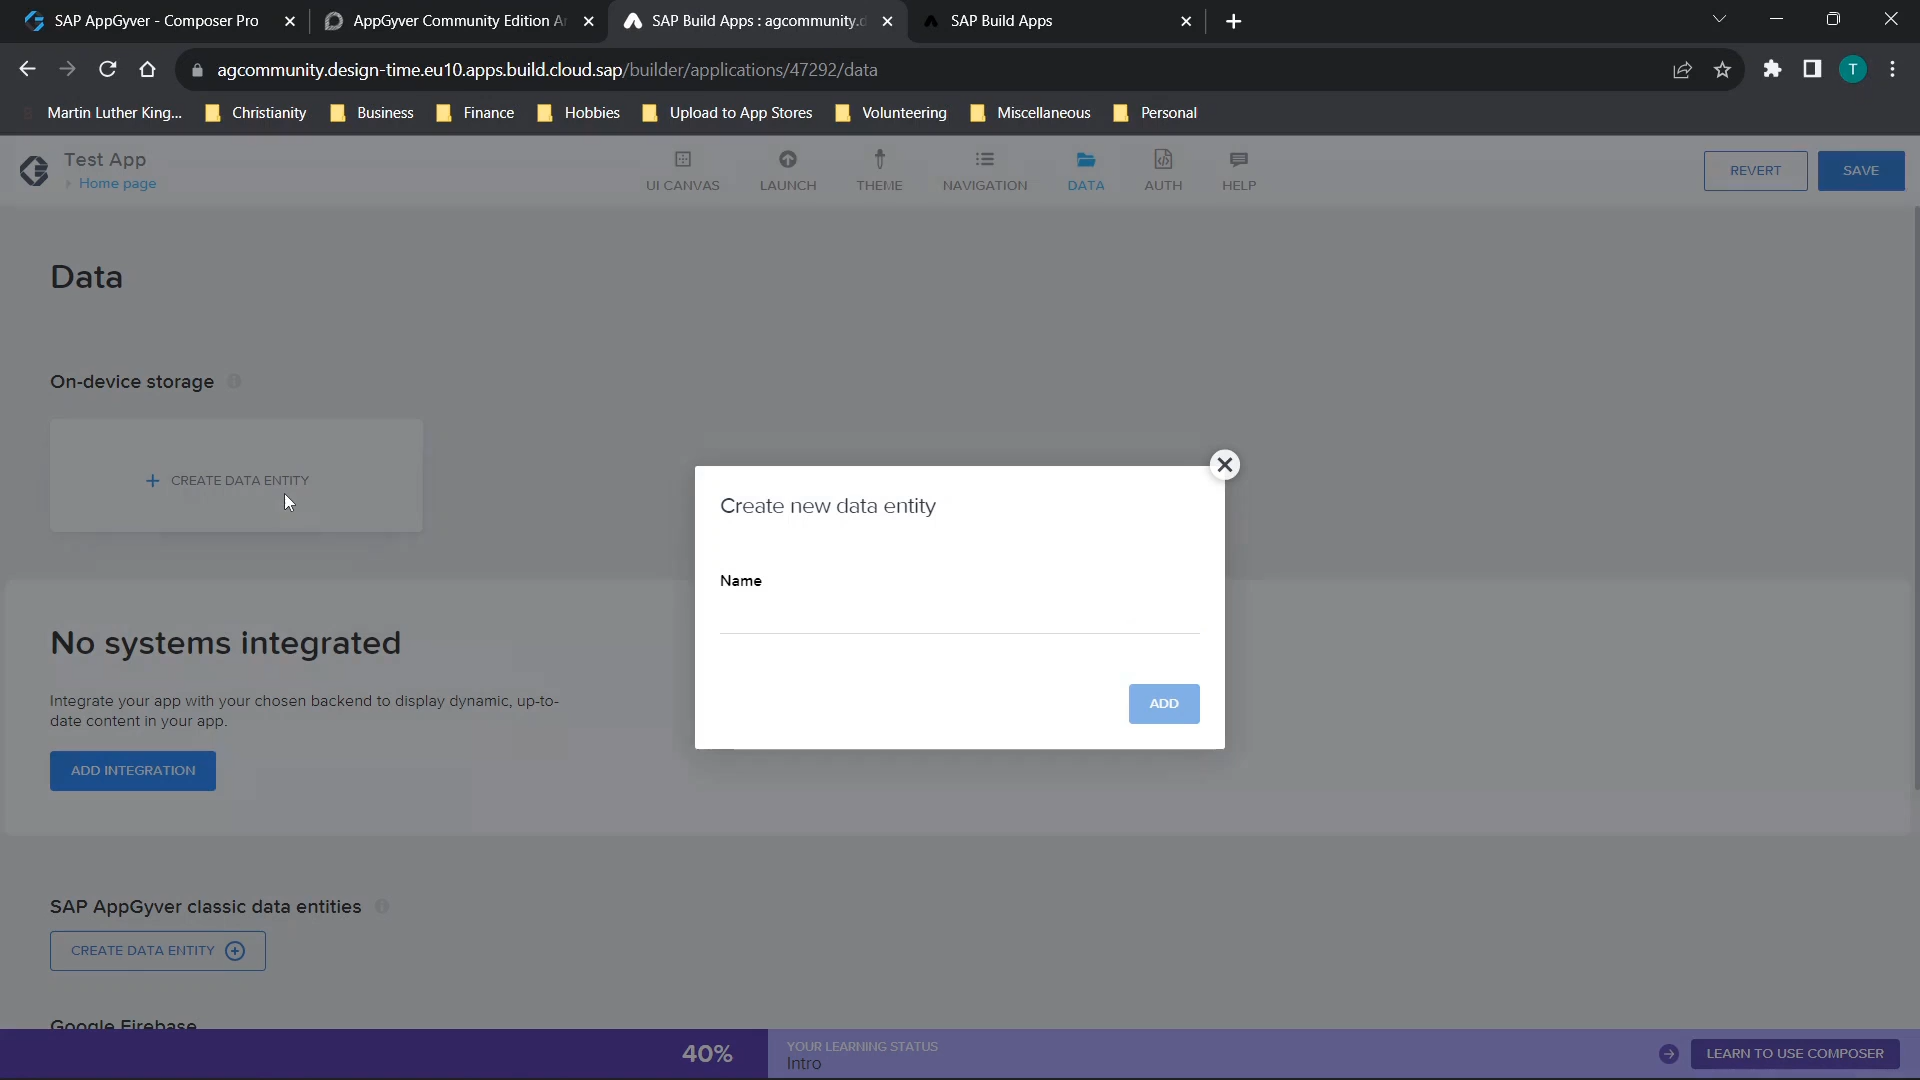 SAP AppGyver - Composer Pro
AppGyver Community Edition A
SAP Build Apps : agcommunity.d
SAP Build Apps
agcommunity.design-time.eu10.apps.build.cloud.sap/builder/applications/47292/data
T
Martin Luther King...
Christianity
Business
Finance
Hobbies
Upload to App Stores
Volunteering
Miscellaneous
Personal
Test App
Home page
UI CANVAS
LAUNCH
THEME
NAVIGATION
DATA
AUTH
HELP
REVERT
SAVE
Data
On-device storage
+ CREATE DATA ENTITY
Create new data entity
Name
ADD
No systems integrated
Integrate your app with your chosen backend to display dynamic, up-to-
date content in your app.
ADD INTEGRATION
SAP AppGyver classic data entities
CREATE DATA ENTITY
Google Firebase
40%
YOUR LEARNING STATUS
Intro
LEARN TO USE COMPOSER